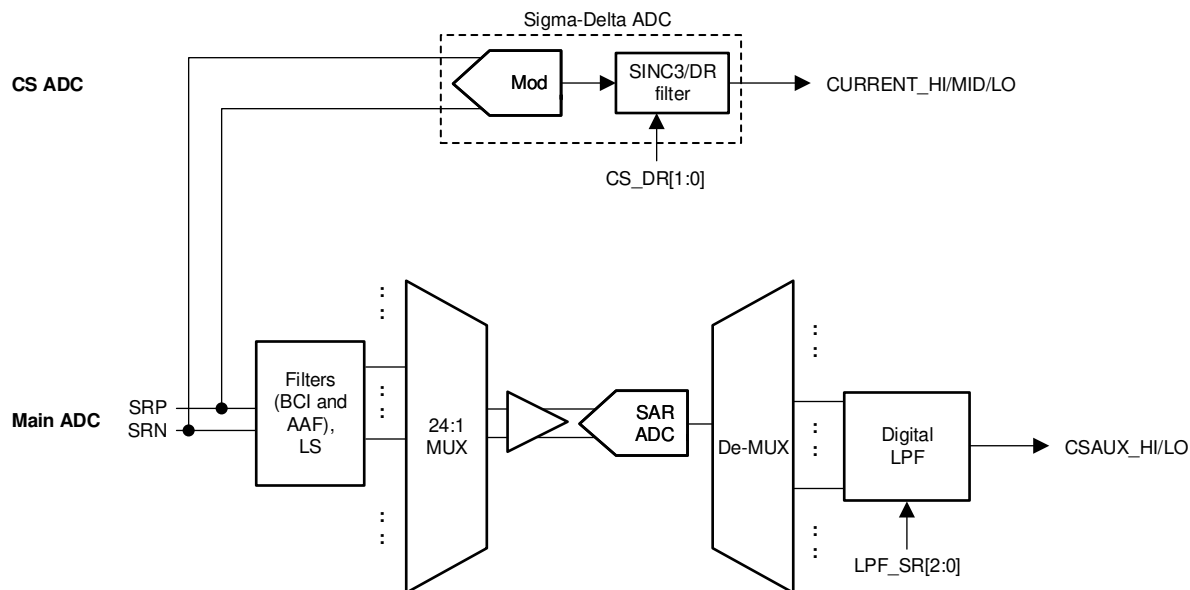 Sigma-Delta ADC
CS ADC
Mod
SINC3/DR
filter
CURRENT_HI/MID/LO
CS_DR[1:0]
Main ADC
SRP
SRN
Filters
(BCI and
AAF),
LS
24:1
MUX
SAR
ADC
De-MUX
Digital
LPF
CSAUX_HI/LO
LPF_SR[2:0]